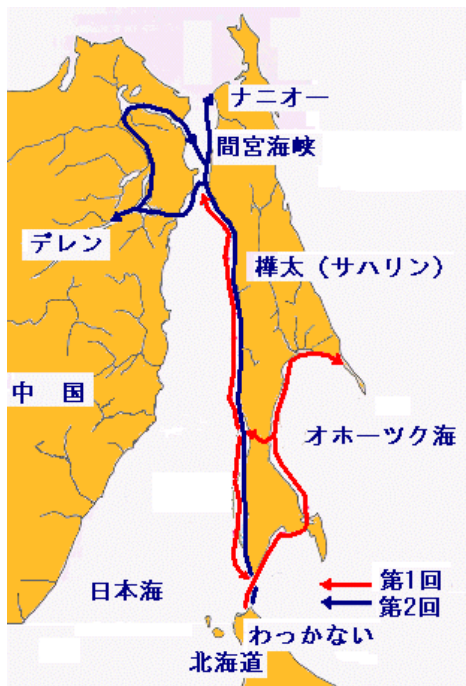 ナニオー
間宮海峡
デレン
樺太（サハリン）
中　国
オホーツク海
日本海
第1回
第2回
わっかない
北海道